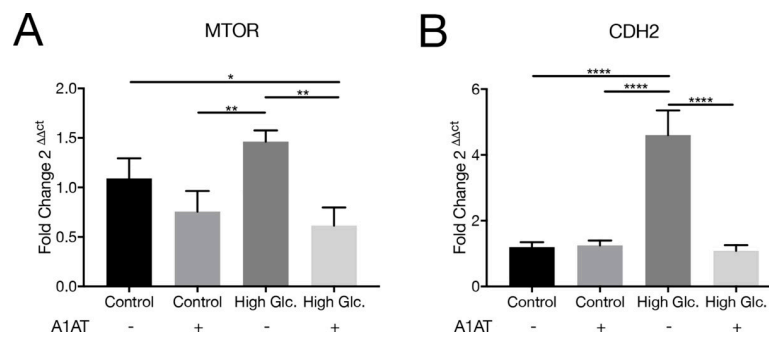 A
MTOR
Fold Change 2 ΔΔct
2.0
1.5
1.0
0.5
0.0
*
**
**
Control Control High Glc. High Glc.
A1AT - + - +
B
CDH2
Fold Change 2 ΔΔct
6
4
2
0
****
****
****
Control Control High Glc. High Glc.
A1AT - + - +